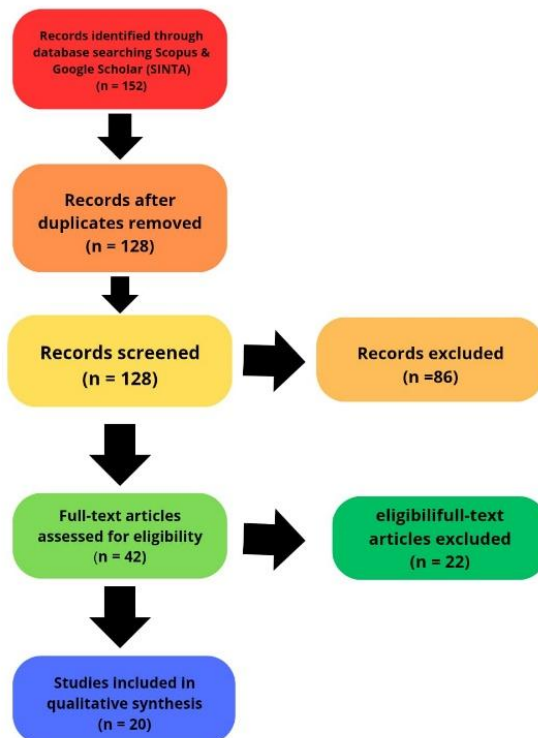 Records identified through
database searching Scopus &
Google Scholar (SINTA)
(n = 152)
Records after
duplicates removed
(n = 128)
Records screened
(n = 128)
Records excluded
(n =86)
Full-text articles
assessed for eligibility
(n = 42)
eligibilifull-text
articles excluded
(n = 22)
Studies included in
qualitative synthesis
(n = 20)